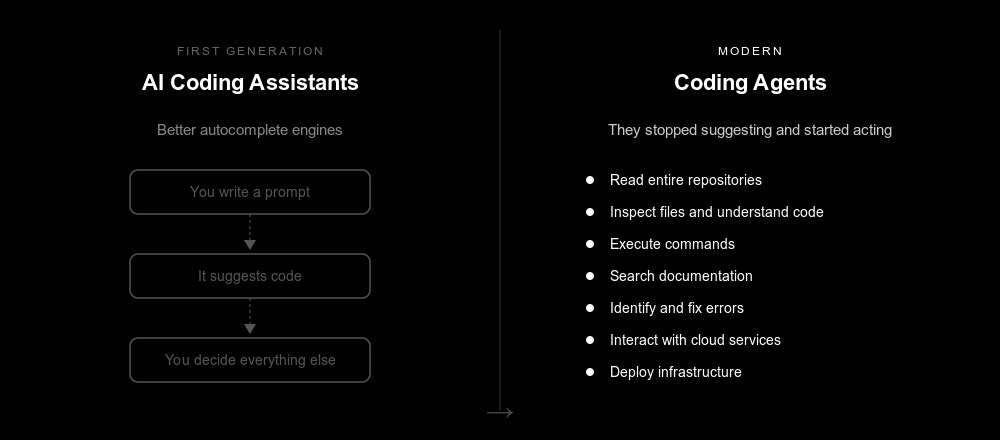 FIRST GENERATION
AI Coding Assistants
Better autocomplete engines
You write a prompt
It suggests code
You decide everything else
MODERN
Coding Agents
They stopped suggesting and started acting
Read entire repositories
Inspect files and understand code
Execute commands
Search documentation
Identify and fix errors
Interact with cloud services
Deploy infrastructure